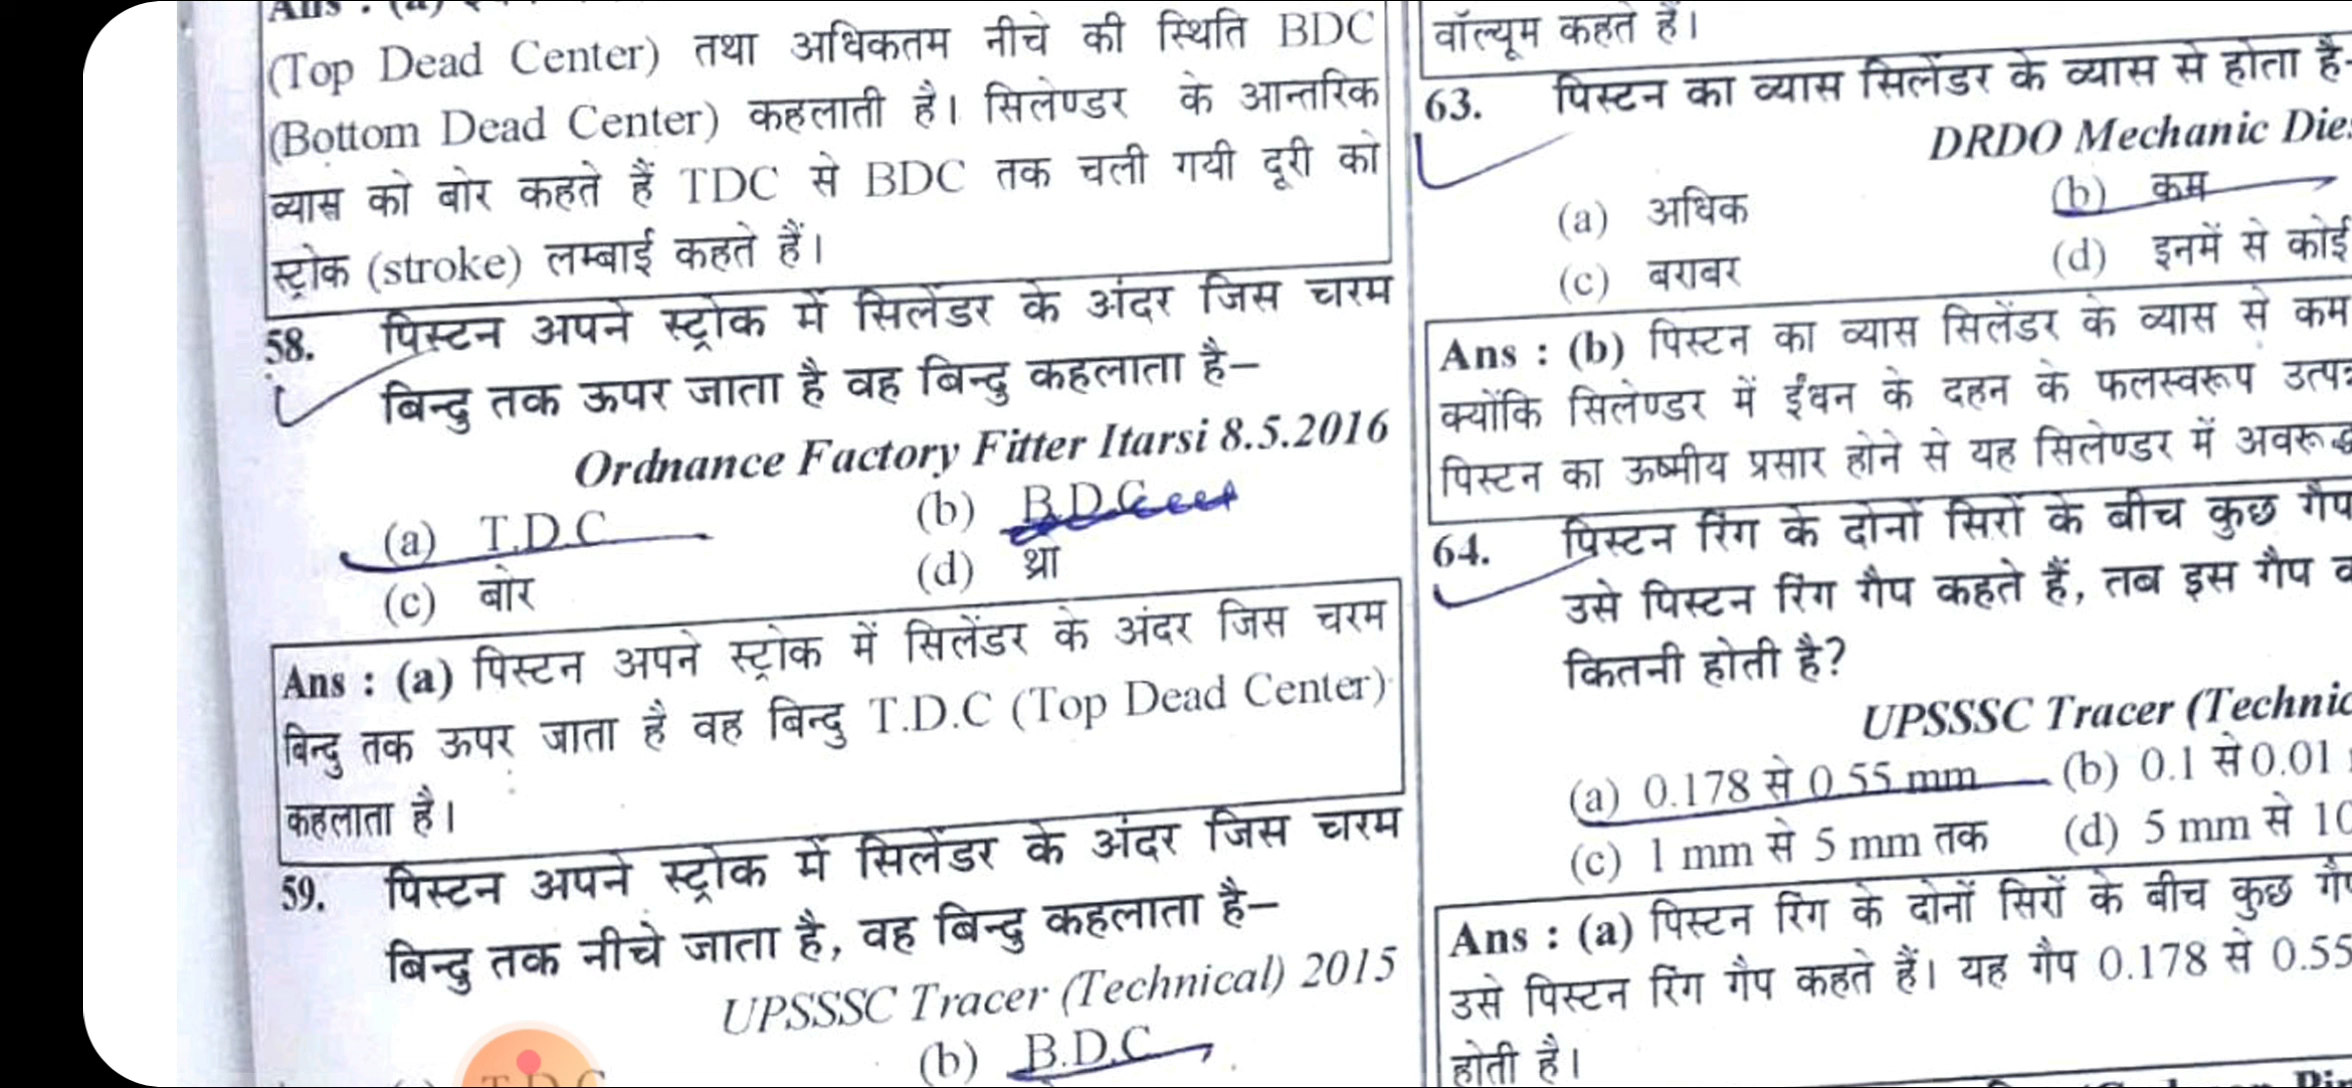 (Top Dead Center) तथा अधिकतम नीचे की स्थिति BDC
(Bottom Dead Center) कहलाती है। सिलेण्डर के आन्तरिक
व्यास को बोर कहते हैं TDC से BDC तक चली गयी दूरी को
स्ट्रोक (stroke) लम्बाई कहते हैं।
58. पिस्टन अपने स्ट्रोक में सिलेंडर के अंदर जिस चरम
बिन्दु तक ऊपर जाता है वह बिन्दु कहलाता है–
Ordnance Factory Fitter Itarsi 8.5.2016
(a) T.D.C (b) B.D.C
(c) बोर (d) थ्रो
Ans : (a) पिस्टन अपने स्ट्रोक में सिलेंडर के अंदर जिस चरम
बिन्दु तक ऊपर जाता है वह बिन्दु T.D.C (Top Dead Center)
कहलाता है।
59. पिस्टन अपने स्ट्रोक में सिलेंडर के अंदर जिस चरम
बिन्दु तक नीचे जाता है, वह बिन्दु कहलाता है–
UPSSSC Tracer (Technical) 2015
(b) B.D.C
वॉल्यूम कहते हैं।
63. पिस्टन का व्यास सिलेंडर के व्यास से होता है-
DRDO Mechanic Die
(a) अधिक (b) कम
(c) बराबर (d) इनमें से कोई
Ans : (b) पिस्टन का व्यास सिलेंडर के व्यास से कम
क्योंकि सिलेण्डर में ईंधन के दहन के फलस्वरूप
पिस्टन का ऊष्मीय प्रसार होने से यह सिलेण्डर में
64. पिस्टन रिंग के दोनों सिरों के बीच कुछ गैप
उसे पिस्टन रिंग गैप कहते हैं, तब इस गैप
कितनी होती है?
UPSSSC Tracer (Technic
(a) 0.178 से 0.55 mm (b) 0.1 से 0.01
(c) 1 mm से 5 mm तक (d) 5 mm से 10
Ans : (a) पिस्टन रिंग के दोनों सिरों के बीच कुछ
उसे पिस्टन रिंग गैप कहते हैं। यह गैप 0.178 से 0.55
होती है।